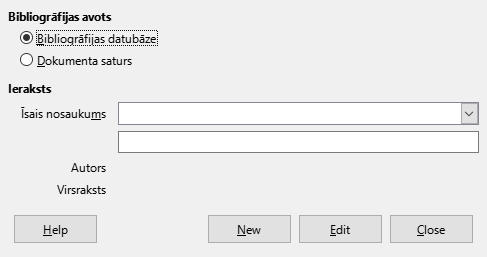 Bibliogrāfijas avots
Bibliogrāfijas datubāze
Dokumenta saturs
Ieraksts
Īsais nosaukums
Autors
Virsraksts
Help New Edit Close